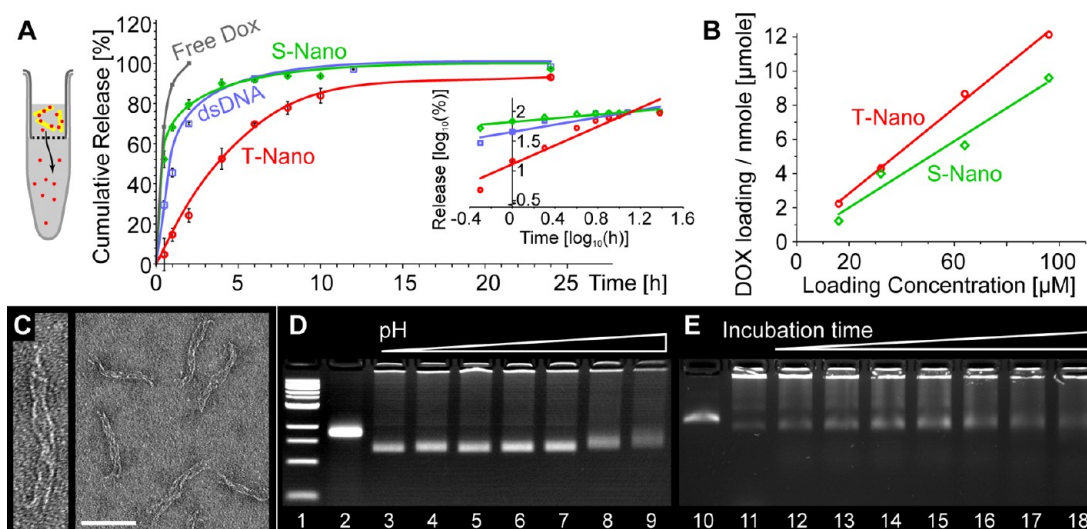 A
120
100
80
60
40
20
0
Cumulative Release [%]
Free Dox
S-Nano
dsDNA
T-Nano
0
5
10
15
20
25
Time [h]
Release [log10(%)]
2
1.5
1
-0.5
-0.4
0.0
0.4
0.8
1.2
1.6
Time [log10(h)]
B
DOX loading / nmole [µmole]
12
10
8
6
4
2
0
T-Nano
S-Nano
0
20
40
60
80
100
Loading Concentration [µM]
C
D
pH
1 2 3 4 5 6 7 8 9
E
Incubation time
10 11 12 13 14 15 16 17 18